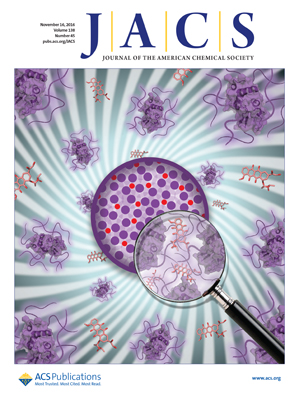 November 16, 2016
Volume 138
Number 45
pubs.acs.org/JACS
J|A|C|S
JOURNAL OF THE AMERICAN CHEMICAL SOCIETY
ACS Publications
Most Trusted. Most Cited. Most Read.
www.acs.org